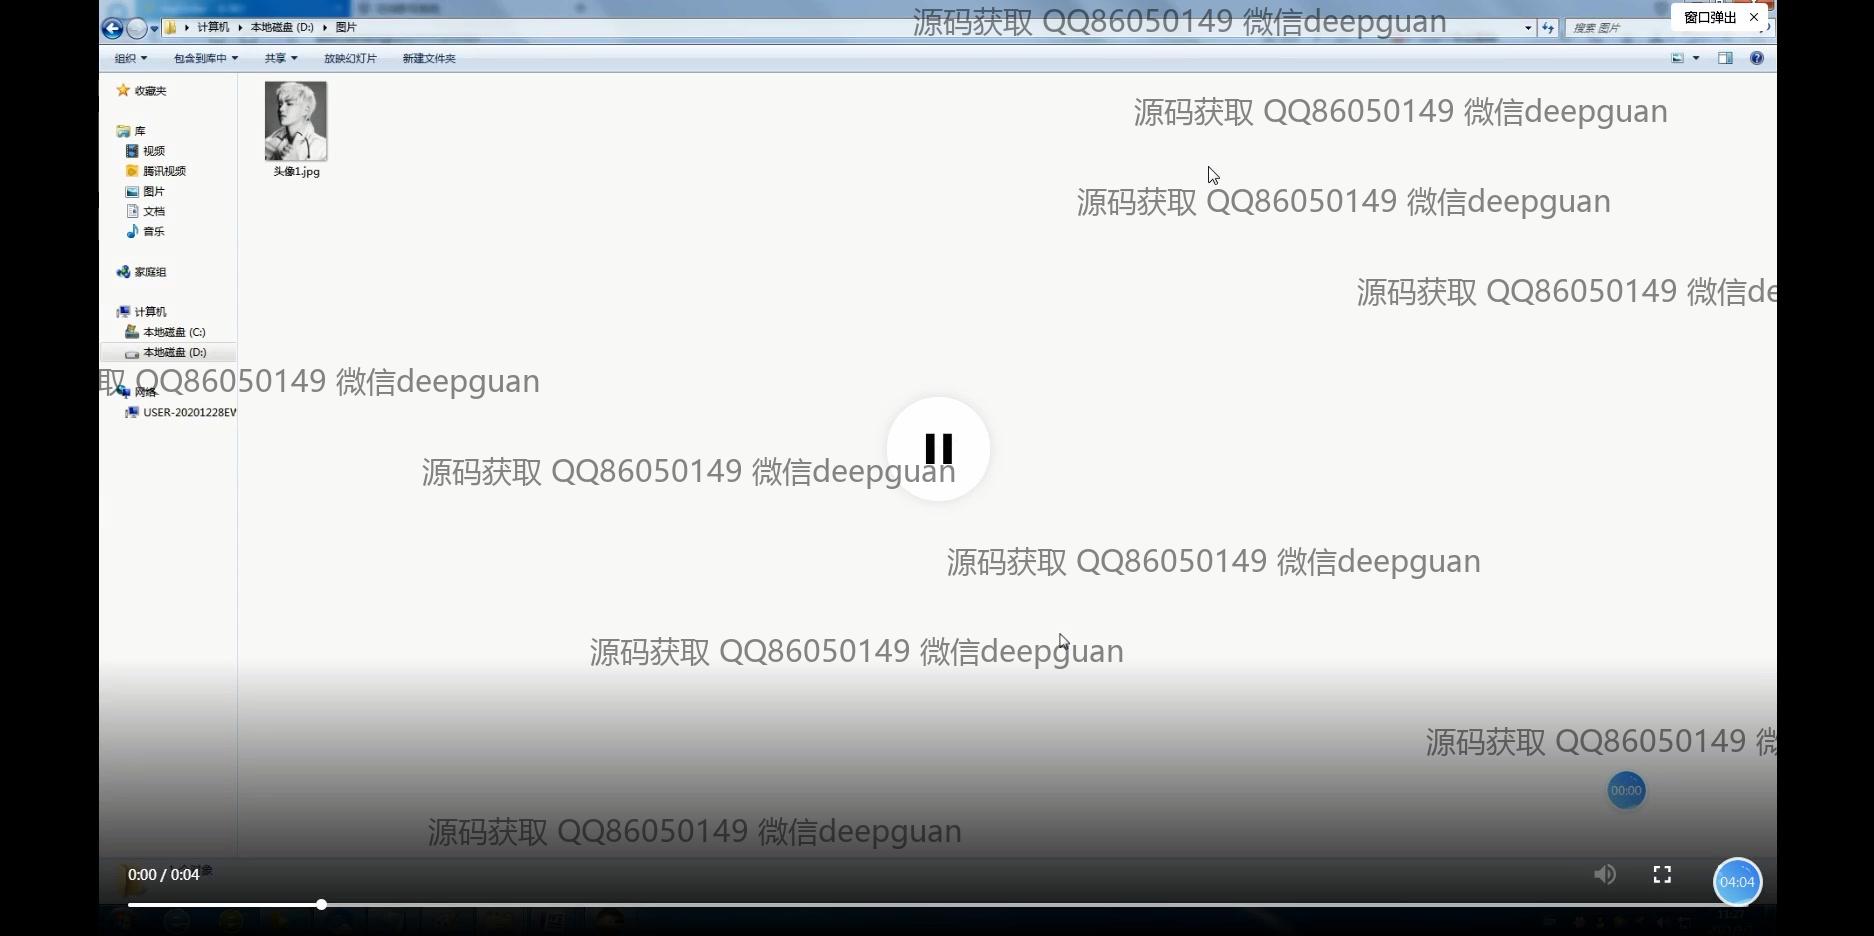 源码获取 QQ86050149 微信deepguan
窗口弹出 ×
计算机 本地磁盘 (D:) 图片
搜索 图片
组织 包含到库中 共享 放映幻灯片 新建文件夹
收藏夹
源码获取 QQ86050149 微信deepguan
库
视频
腾讯视频
头像1.jpg
图片
源码获取 QQ86050149 微信deepguan
文档
音乐
家庭组
源码获取 QQ86050149 微信de
计算机
本地磁盘 (C:)
本地磁盘 (D:)
取 QQ86050149 微信deepguan
网络
USER-20201228EW
源码获取 QQ86050149 微信deepguan
源码获取 QQ86050149 微信deepguan
源码获取 QQ86050149 微信deepguan
源码获取 QQ86050149 微
00:00
源码获取 QQ86050149 微信deepguan
0:00 / 0:04
04:04
11:27